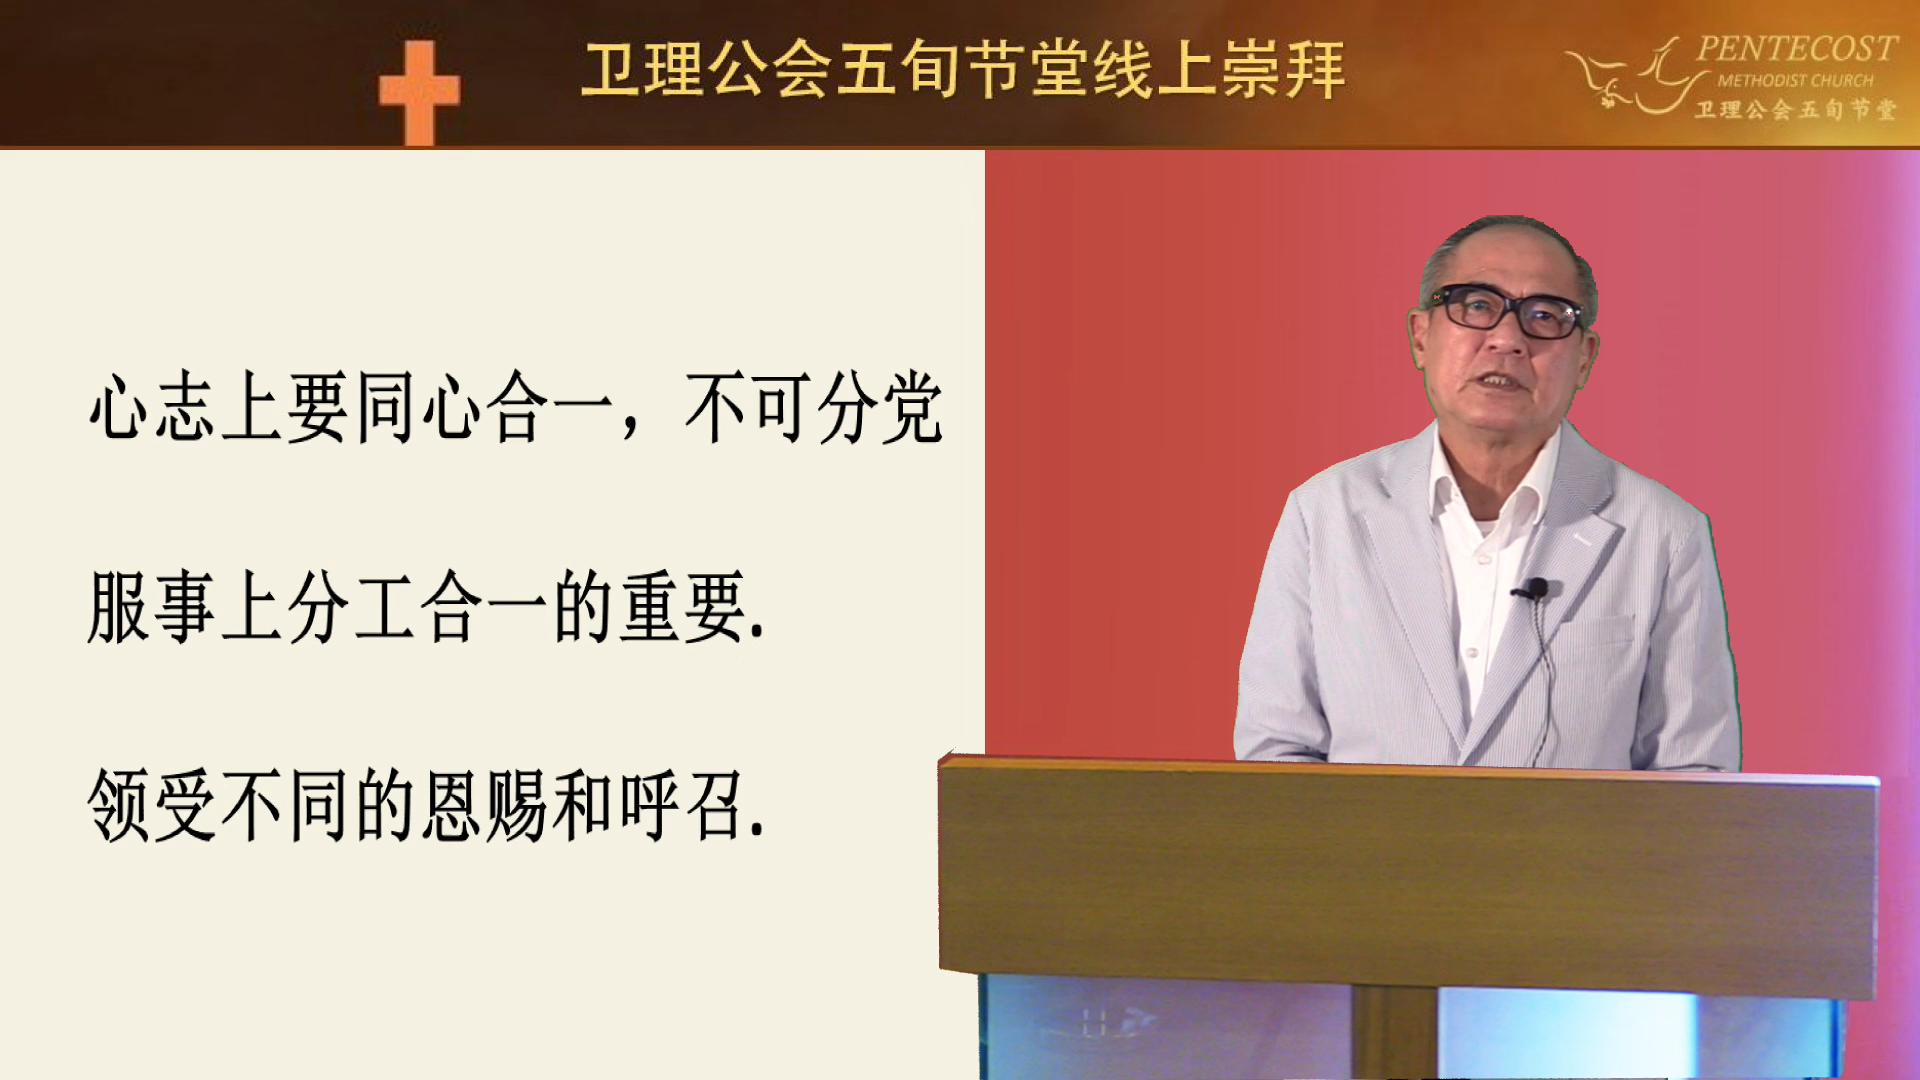 卫理公会五旬节堂线上崇拜
PENTECOST
METHODIST CHURCH
卫理公会五旬节堂
心志上要同心合一，不可分党
服事上分工合一的重要.
领受不同的恩赐和呼召.